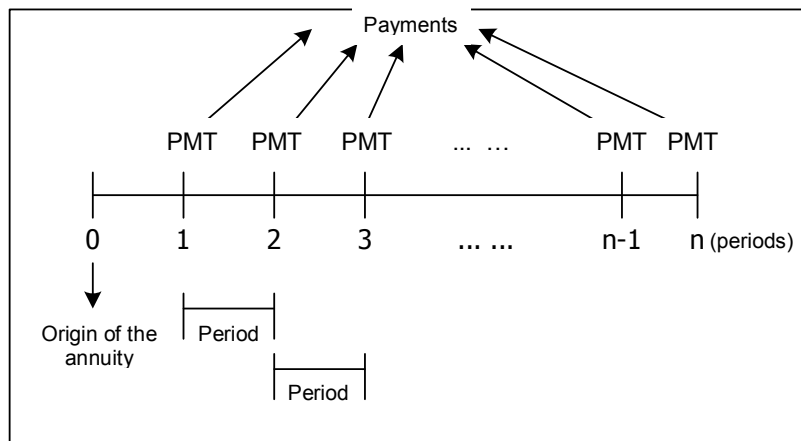 Payments
PMT PMT PMT ... ... PMT PMT
0 1 2 3 ... ... n-1 n (periods)
Origin of the
annuity
Period
Period